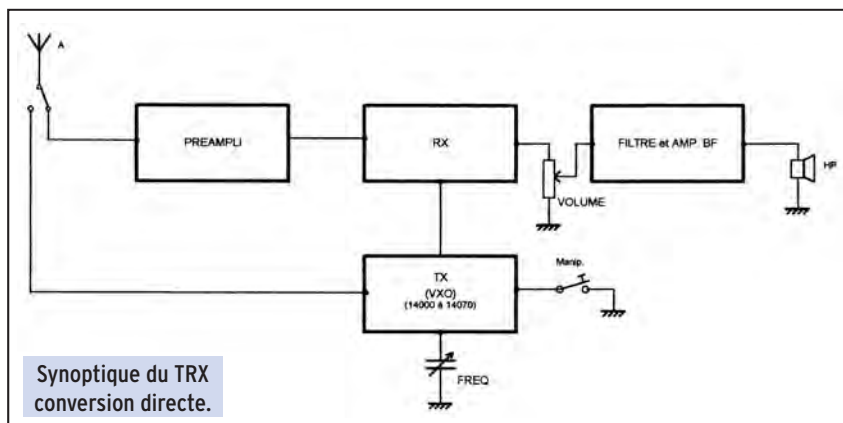 A
PREAMPLI
RX
FILTRE et AMP. BF
HP
VOLUME
TX
(VXO)
(14000 à 14070)
Manip.
FREQ
Synoptique du TRX
conversion directe.